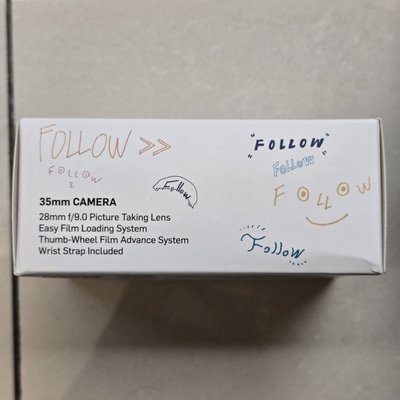 FOLLOW >>
FOLLOW
Follow
35mm CAMERA
28mm f/9.0 Picture Taking Lens
Easy Film Loading System
Thumb-Wheel Film Advance System
Wrist Strap Included
"FOLLOW"
FOLLOW
FOLLOW
Follow